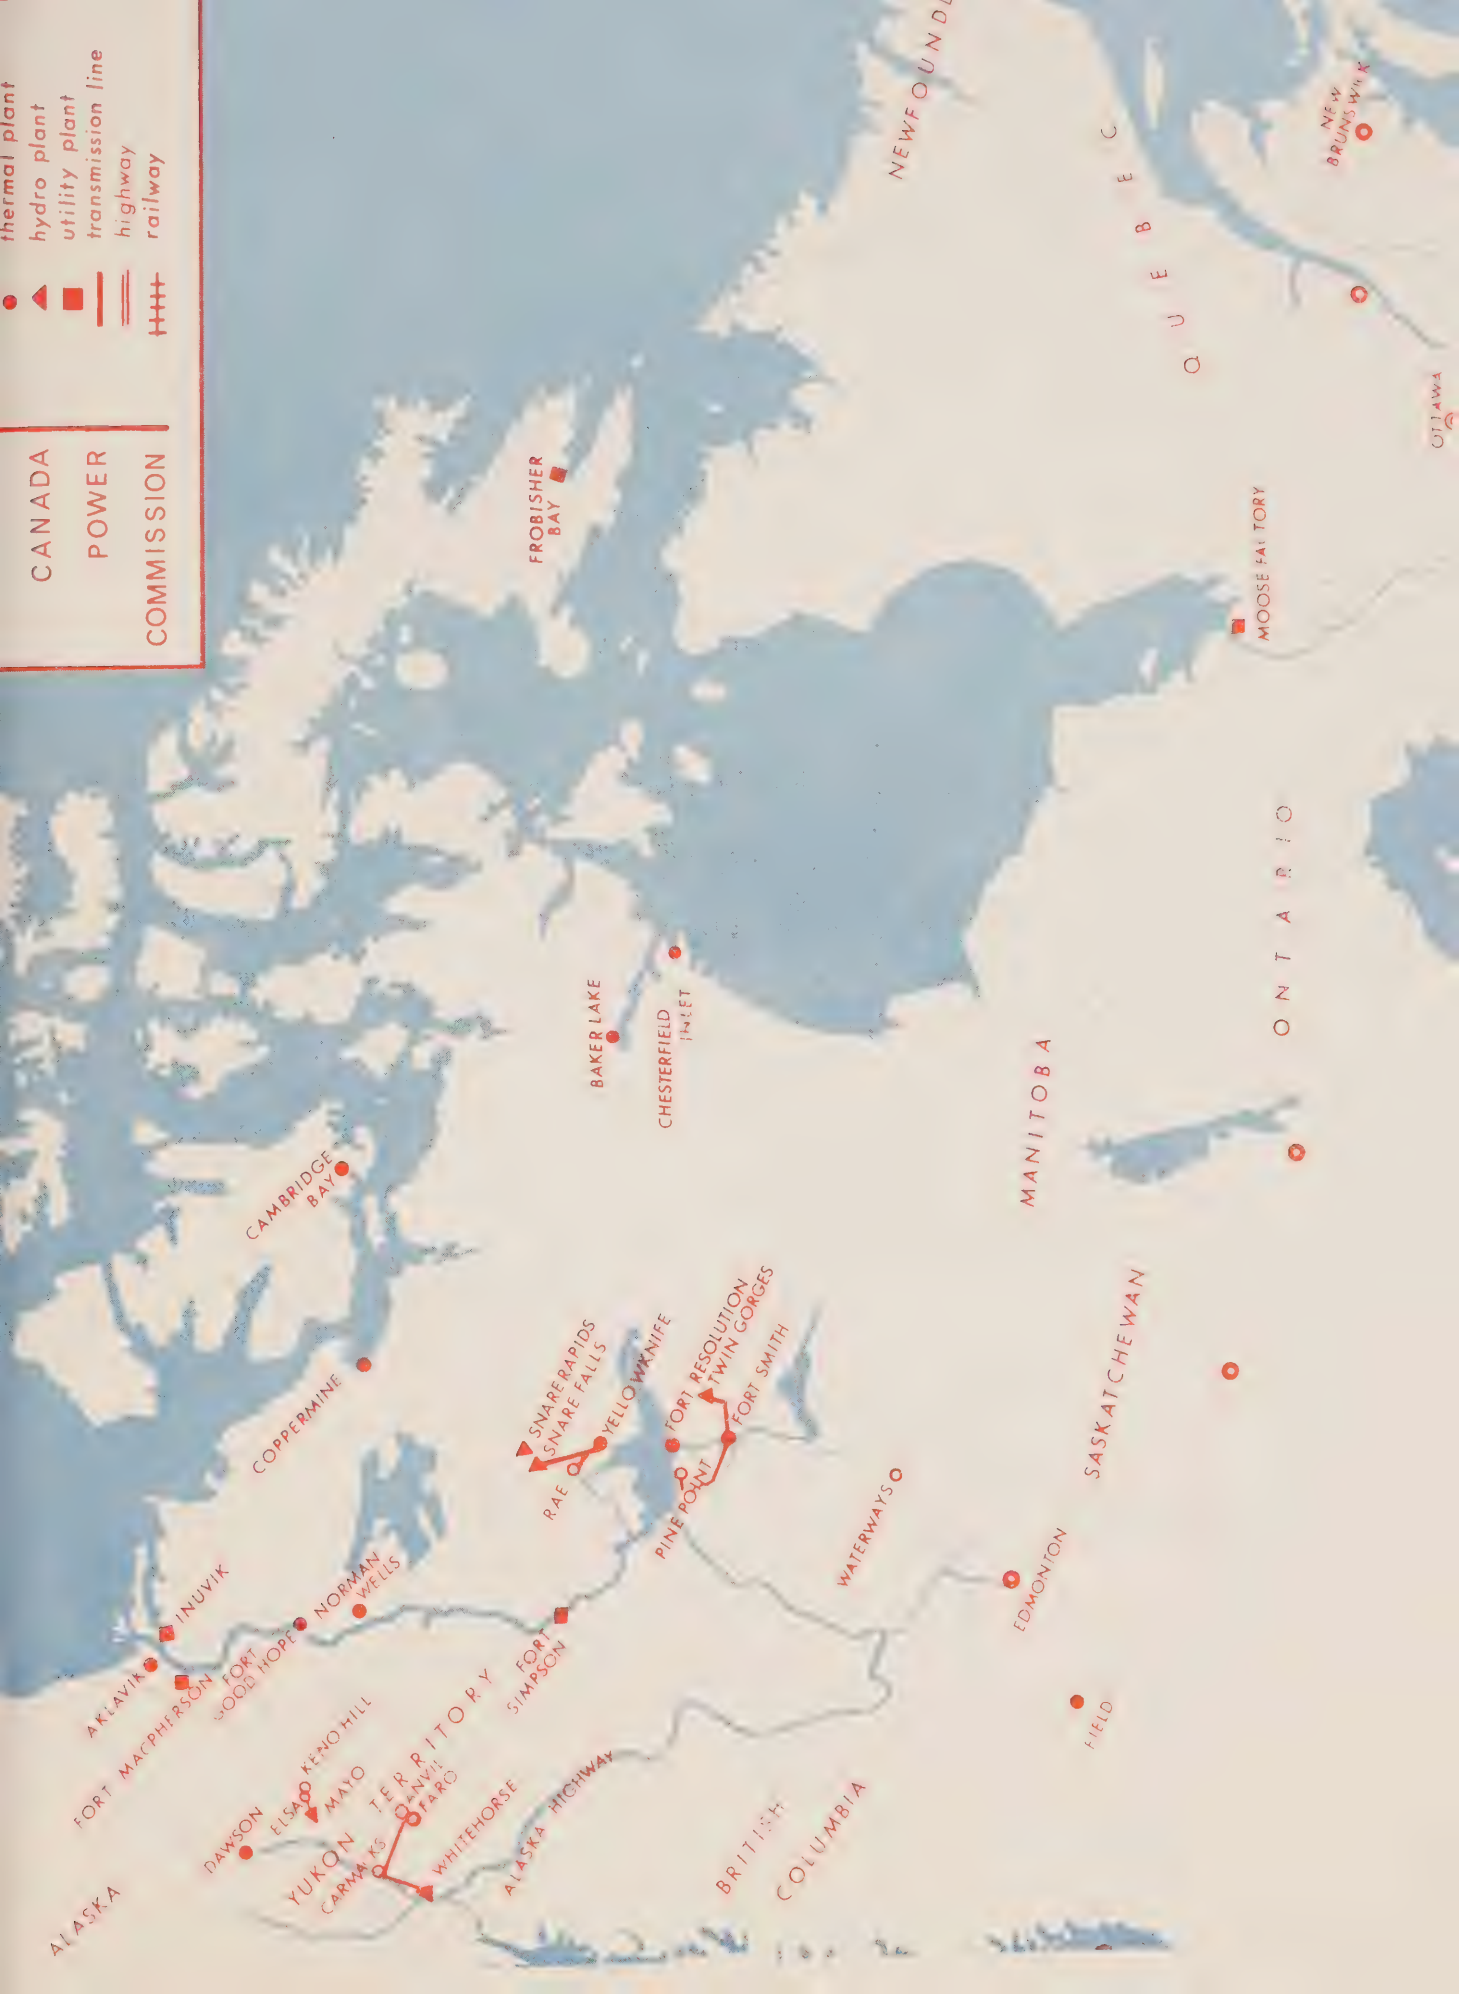 CANADA
POWER
COMMISSION
thermal plant
hydro plant
utility plant
transmission line
highway
railway
ALASKA
AKLAVIK
INUVIK
FORT MACPHERSON
FORT
GOOD HOPE
NORMAN
WELLS
COPPERMINE
CAMBRIDGE
BAY
DAWSON
ELSA
KENO HILL
MAYO
YUKON TERRITORY
CARMACKS
ANVIL
FARO
WHITEHORSE
ALASKA HIGHWAY
FORT
SIMPSON
SNARE RAPIDS
SNARE FALLS
YELLOWKNIFE
RAE
FORT RESOLUTION
TWIN GORGES
FORT SMITH
PINE POINT
BAKER LAKE
CHESTERFIELD
INLET
FROBISHER
BAY
WATERWAYS
EDMONTON
FIELD
BRITISH
COLUMBIA
SASKATCHEWAN
MANITOBA
ONTARIO
MOOSE FACTORY
OTTAWA
QUEBEC
NEW
BRUNSWICK